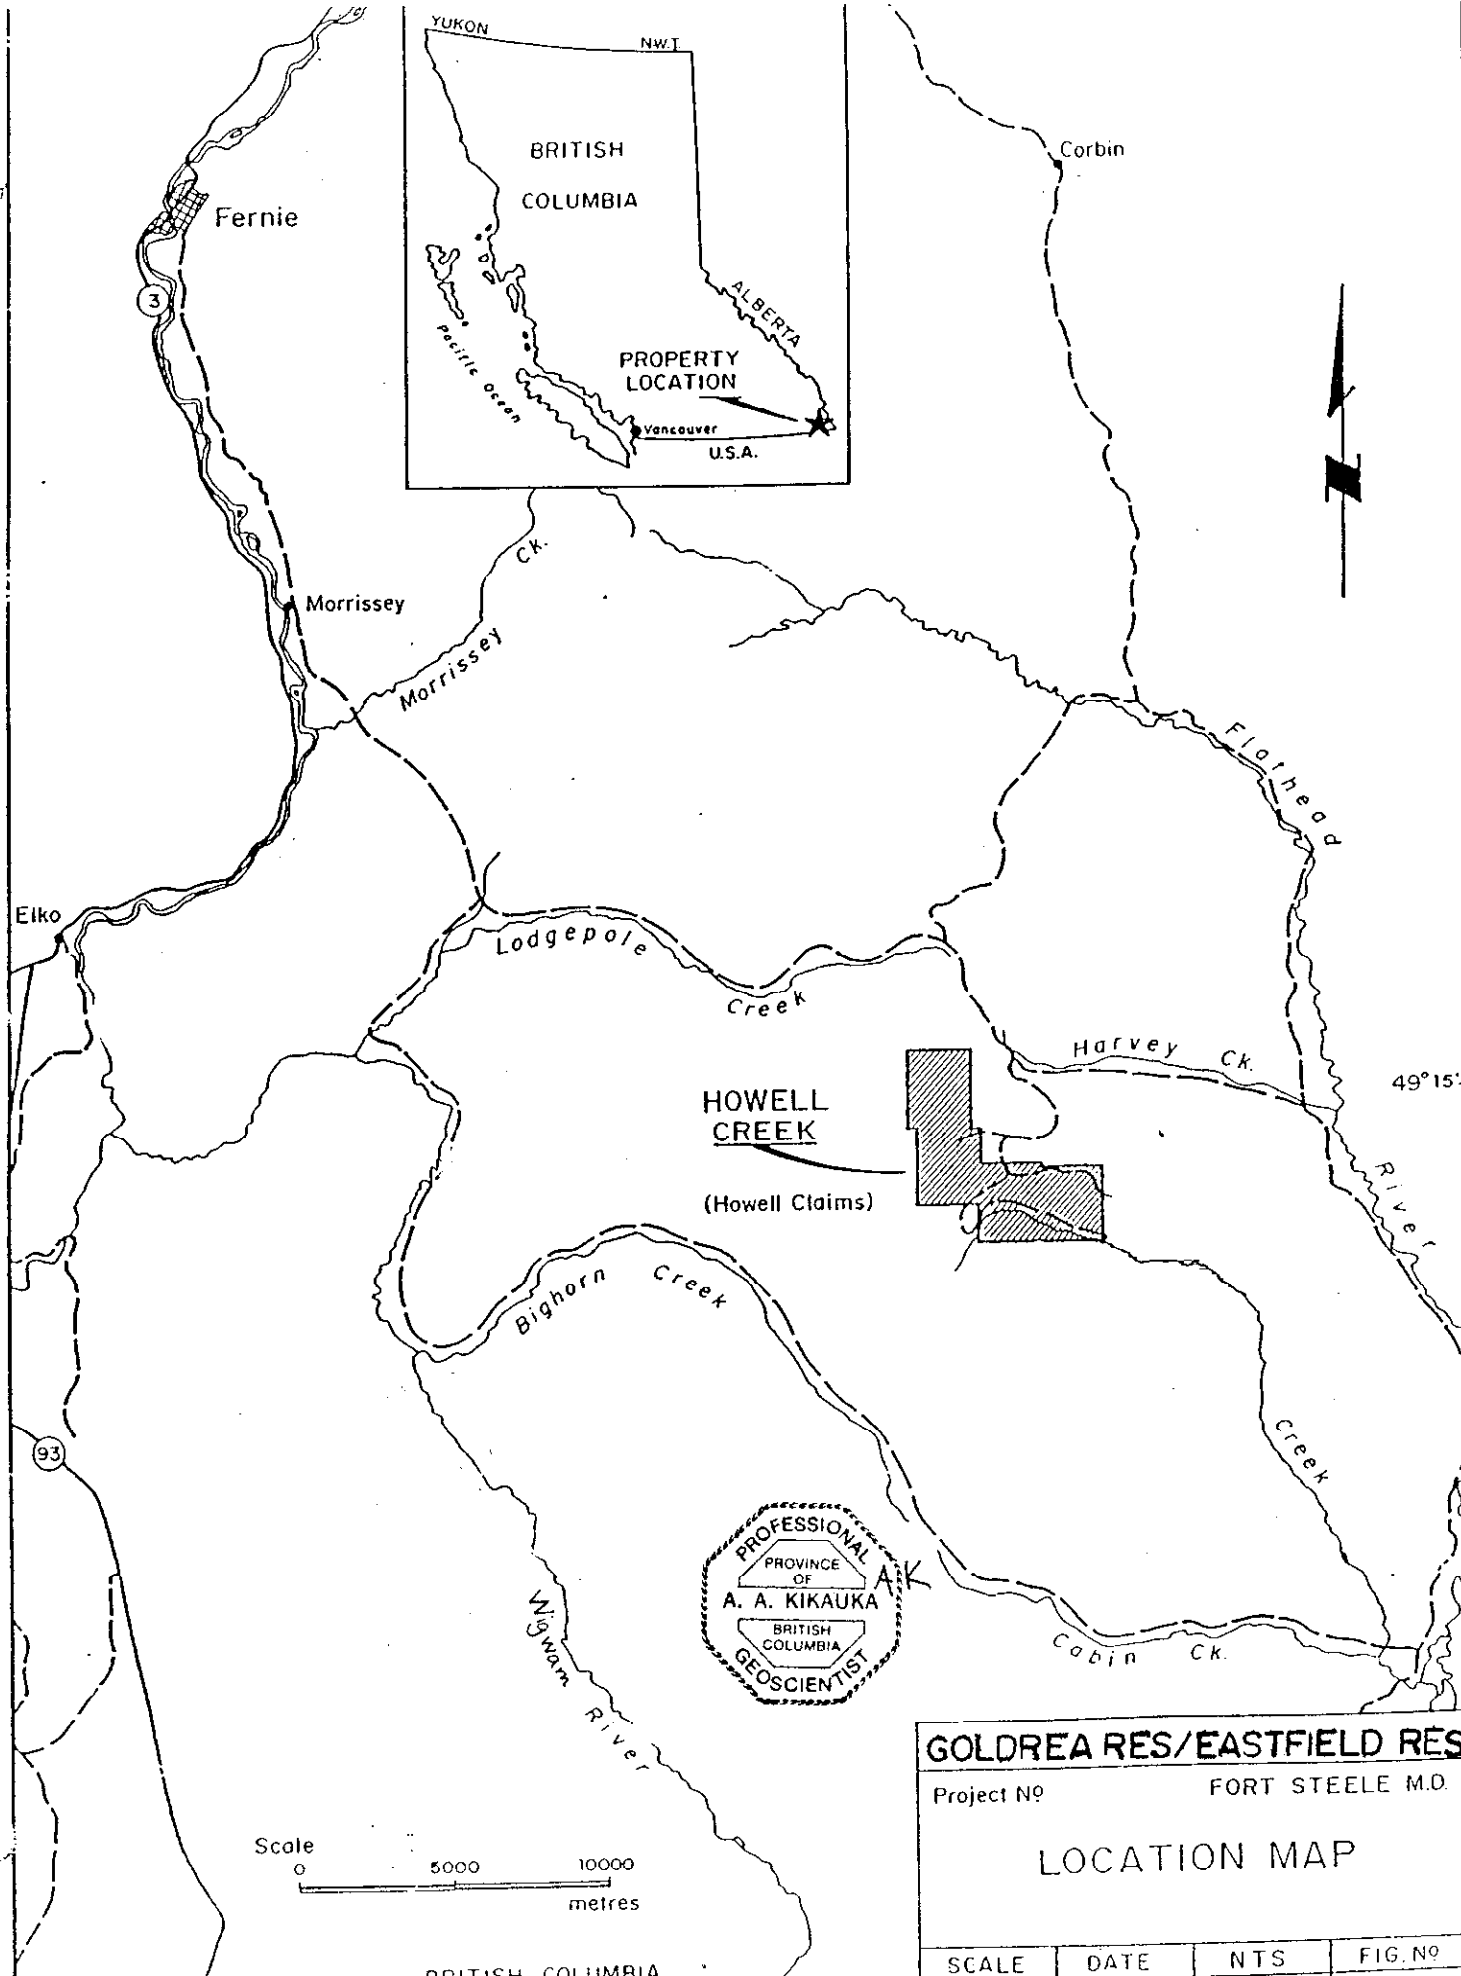 YUKON
N.W.T.
BRITISH
COLUMBIA
ALBERTA
Pacific Ocean
PROPERTY
LOCATION
Vancouver
U.S.A.
Corbin
Fernie
3
Ck.
Morrissey
Morrissey
Flathead
Elko
Lodgepole
Creek
Harvey Ck.
49°15'
HOWELL
CREEK
(Howell Claims)
River
Bighorn Creek
Creek
93
PROFESSIONAL
PROVINCE
OF
A. A. KIKAUKA
BRITISH
COLUMBIA
GEOSCIENTIST
AK
Wigwam River
Cabin Ck.
GOLDREA RES/EASTFIELD RES
Project Nº FORT STEELE M.D.
LOCATION MAP
SCALE DATE NTS FIG. Nº
Scale
0 5000 10000
metres
BRITISH COLUMBIA